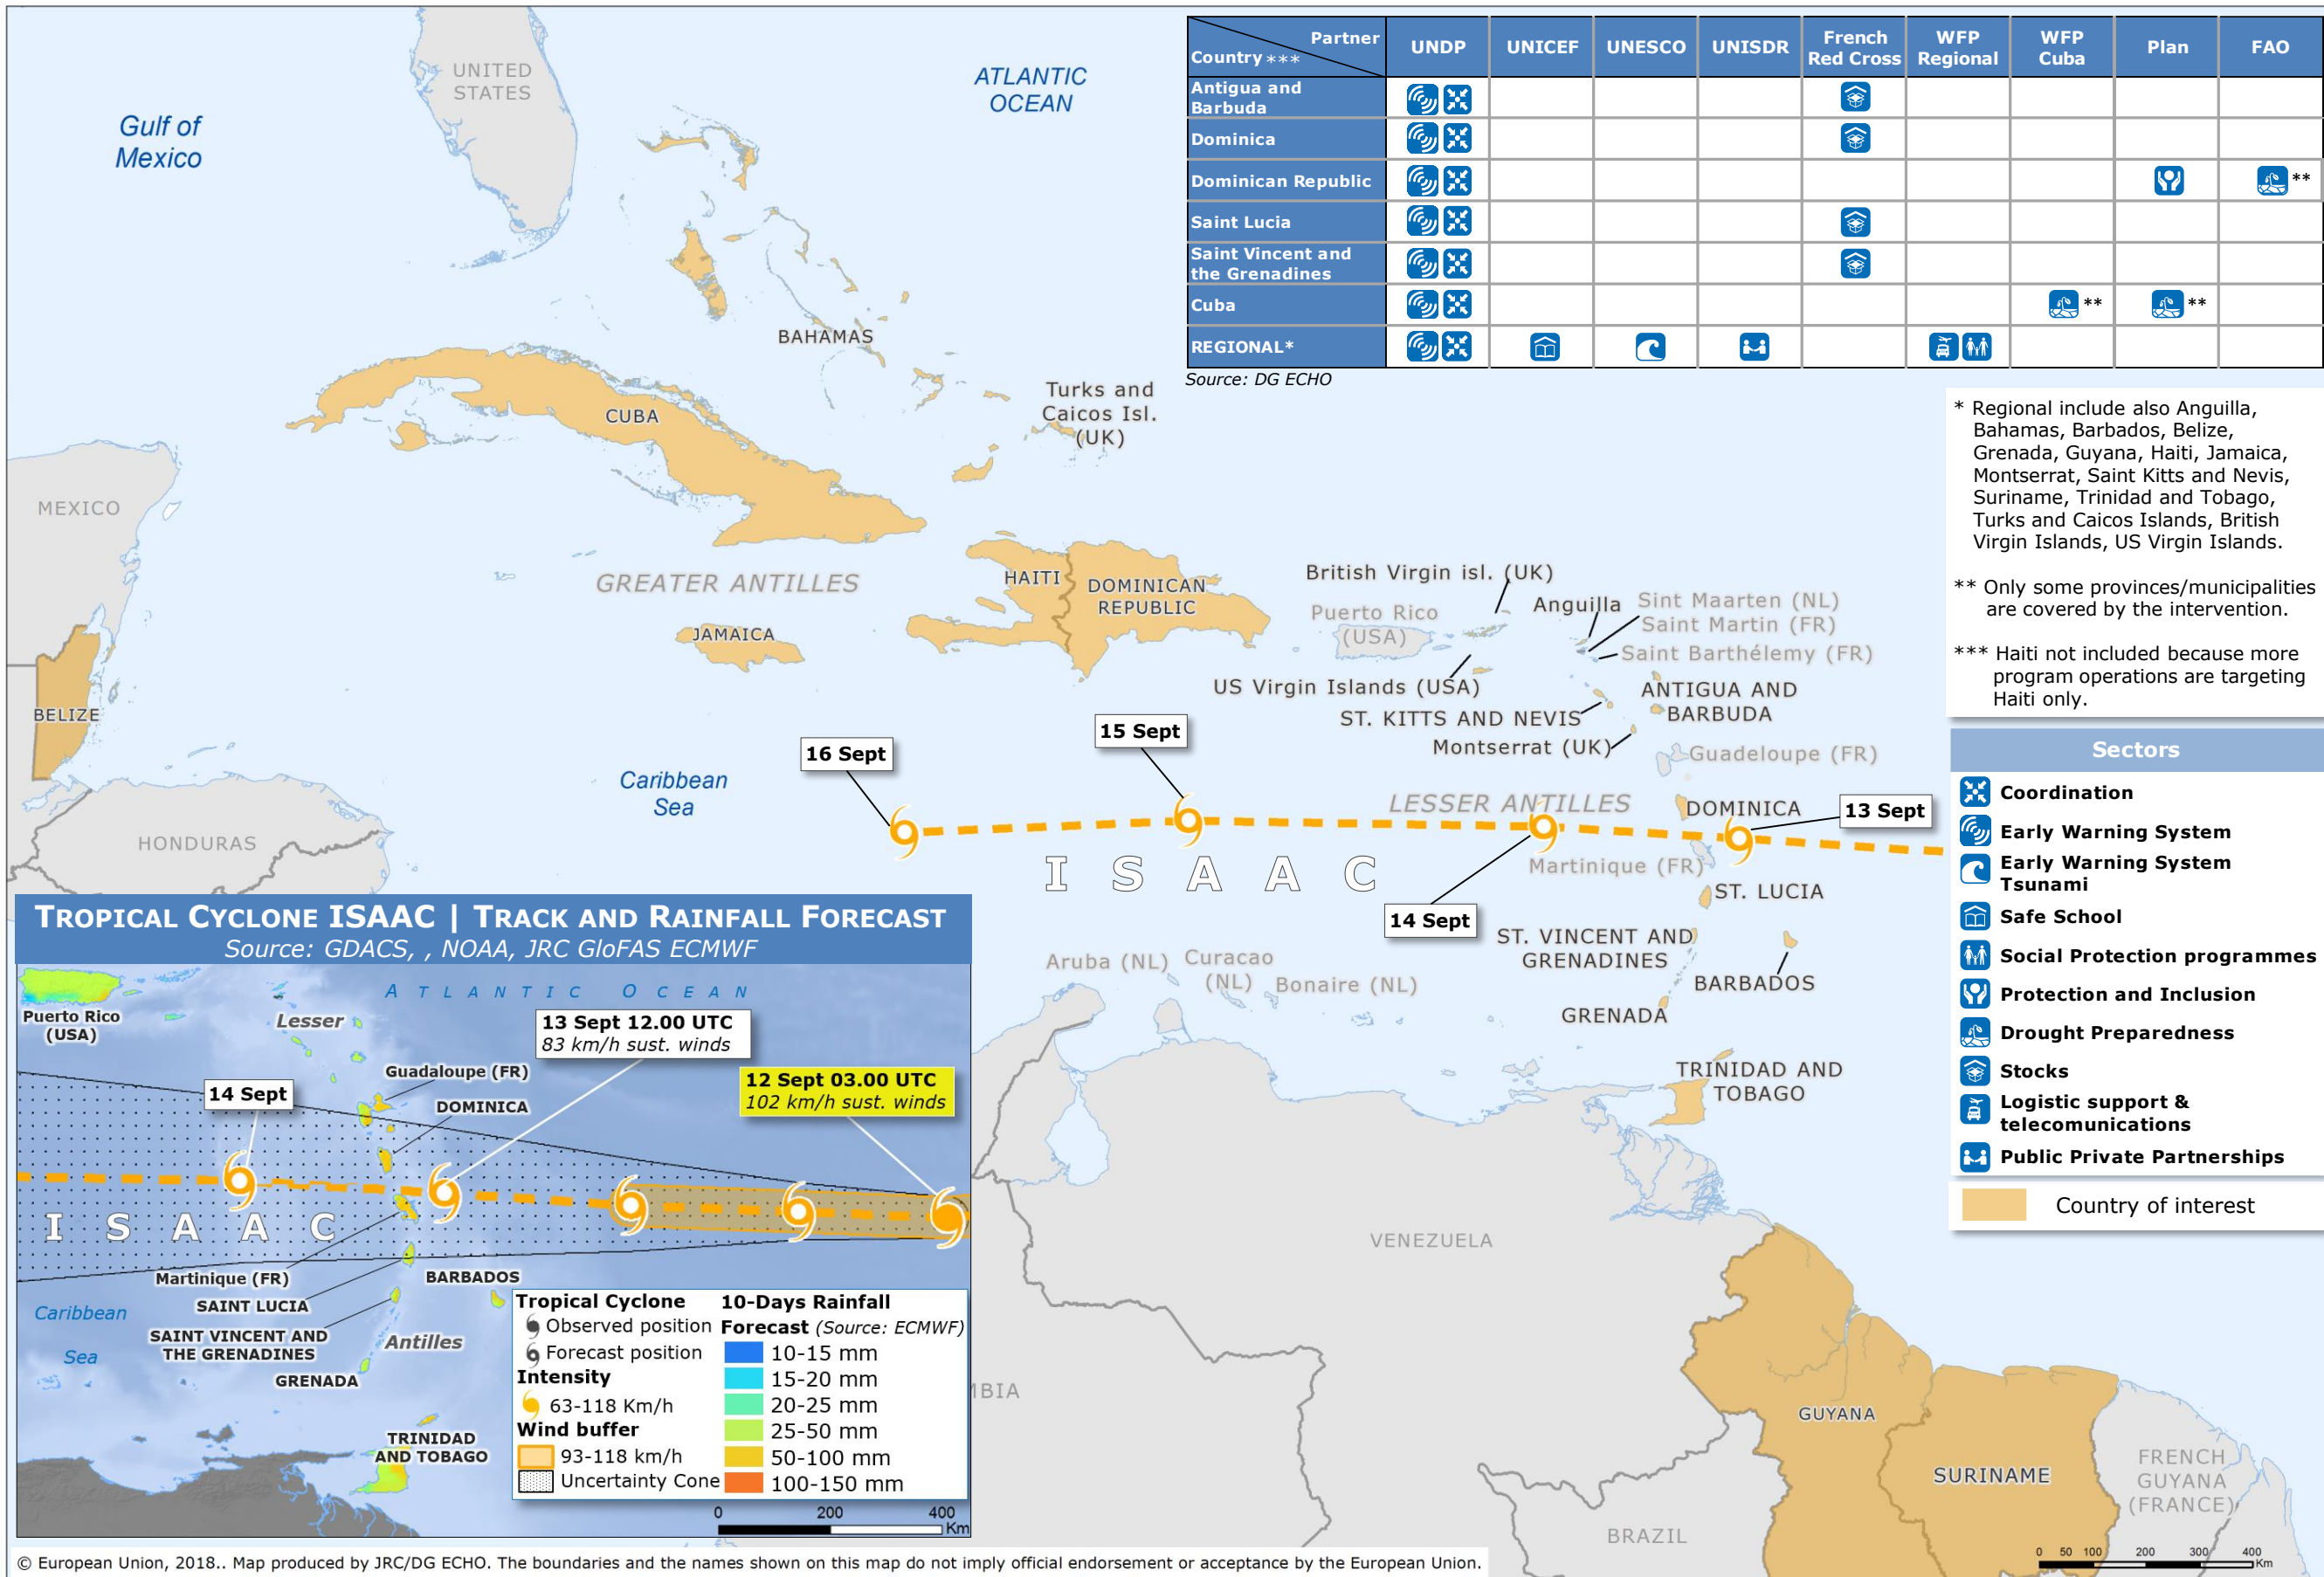 Partner
Country ***
UNDP
UNICEF
UNESCO
UNISDR
French
Red Cross
WFP
Regional
WFP
Cuba
Plan
FAO
Antigua and
Barbuda
Dominica
Dominican Republic
**
Saint Lucia
Saint Vincent and
the Grenadines
Cuba
**
**
REGIONAL*
Source: DG ECHO
* Regional include also Anguilla,
Bahamas, Barbados, Belize,
Grenada, Guyana, Haiti, Jamaica,
Montserrat, Saint Kitts and Nevis,
Suriname, Trinidad and Tobago,
Turks and Caicos Islands, British
Virgin Islands, US Virgin Islands.
** Only some provinces/municipalities
are covered by the intervention.
*** Haiti not included because more
program operations are targeting
Haiti only.
Sectors
Coordination
Early Warning System
Early Warning System
Tsunami
Safe School
Social Protection programmes
Protection and Inclusion
Drought Preparedness
Stocks
Logistic support &
telecomunications
Public Private Partnerships
Country of interest
UNITED
STATES
ATLANTIC
OCEAN
Gulf of
Mexico
BAHAMAS
Turks and
Caicos Isl.
(UK)
CUBA
MEXICO
GREATER ANTILLES
HAITI
DOMINICAN
REPUBLIC
JAMAICA
British Virgin isl. (UK)
Puerto Rico
(USA)
Anguilla
Sint Maarten (NL)
Saint Martin (FR)
Saint Barthélemy (FR)
US Virgin Islands (USA)
ANTIGUA AND
BARBUDA
ST. KITTS AND NEVIS
Montserrat (UK)
Guadeloupe (FR)
BELIZE
15 Sept
16 Sept
Caribbean
Sea
LESSER ANTILLES
DOMINICA
13 Sept
HONDURAS
ISAAC
Martinique (FR)
ST. LUCIA
14 Sept
ST. VINCENT AND
GRENADINES
BARBADOS
Aruba (NL)
Curacao
(NL)
Bonaire (NL)
GRENADA
TRINIDAD AND
TOBAGO
VENEZUELA
MBIA
GUYANA
SURINAME
FRENCH
GUYANA
(FRANCE)
BRAZIL
0 50 100 200 300 400
Km
TROPICAL CYCLONE ISAAC | TRACK AND RAINFALL FORECAST
Source: GDACS, , NOAA, JRC GloFAS ECMWF
ATLANTIC OCEAN
Puerto Rico
(USA)
Lesser
13 Sept 12.00 UTC
83 km/h sust. winds
Guadaloupe (FR)
12 Sept 03.00 UTC
102 km/h sust. winds
14 Sept
DOMINICA
ISAAC
Martinique (FR)
BARBADOS
SAINT LUCIA
Caribbean
Sea
SAINT VINCENT AND
THE GRENADINES
Antilles
GRENADA
TRINIDAD
AND TOBAGO
Tropical Cyclone
Observed position
Forecast position
Intensity
63-118 Km/h
Wind buffer
93-118 km/h
Uncertainty Cone
10-Days Rainfall
Forecast (Source: ECMWF)
10-15 mm
15-20 mm
20-25 mm
25-50 mm
50-100 mm
100-150 mm
0 200 400
Km
© European Union, 2018.. Map produced by JRC/DG ECHO. The boundaries and the names shown on this map do not imply official endorsement or acceptance by the European Union.